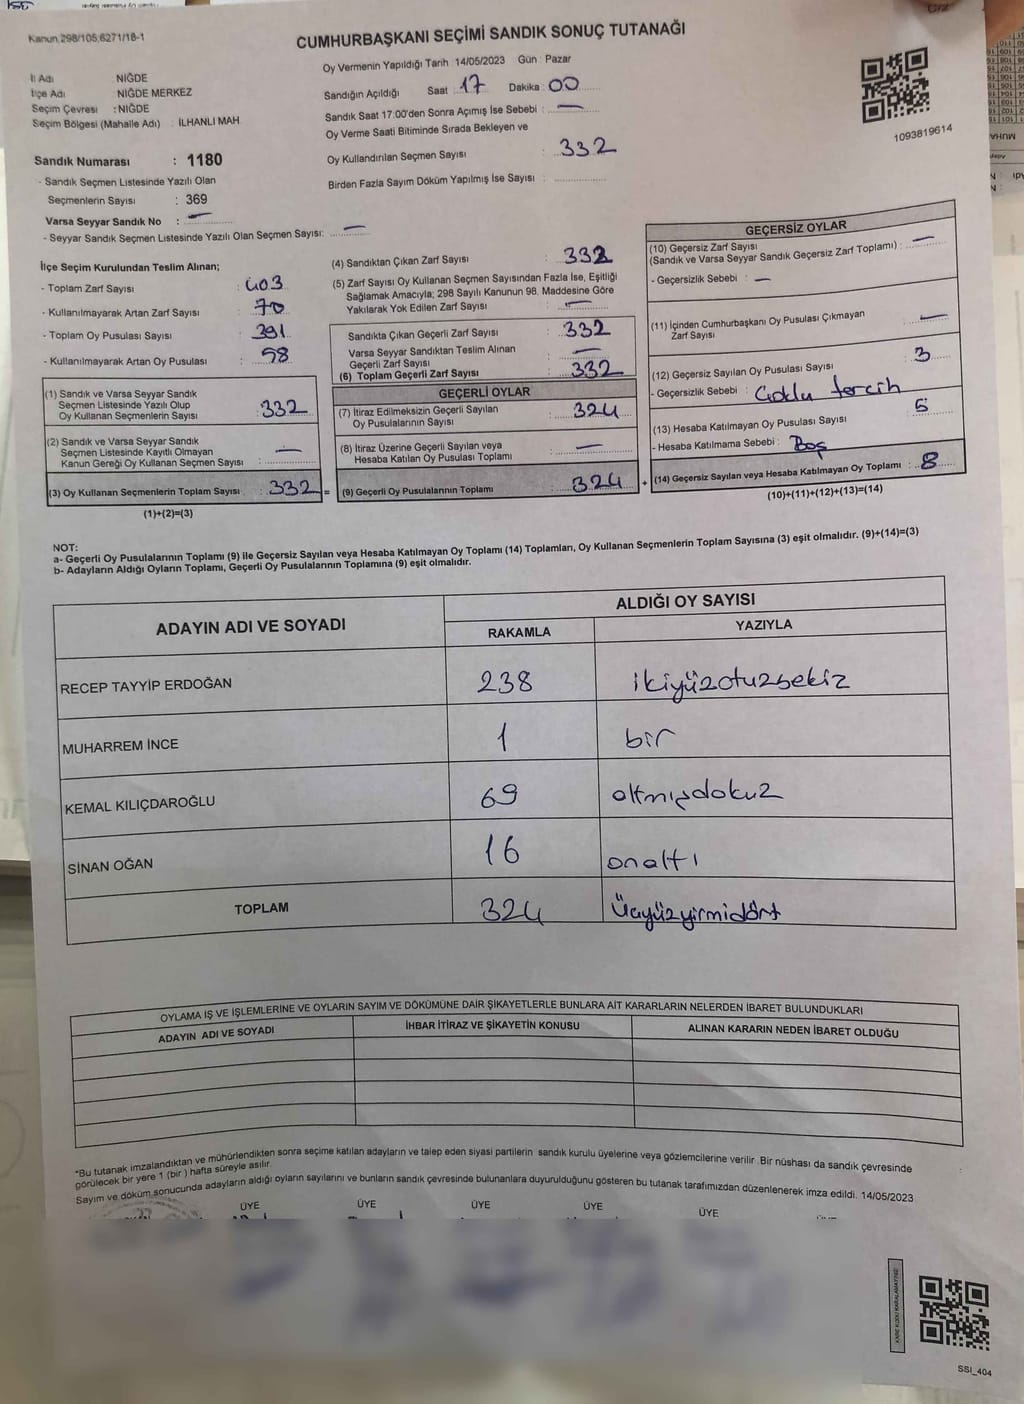 Kanun 298/105,6271/18-1
CUMHURBAŞKANI SEÇİMİ SANDIK SONUÇ TUTANAĞI
İl Adı NİĞDE
İlçe Adı NİĞDE MERKEZ
Seçim Çevresi : NİĞDE
Seçim Bölgesi (Mahalle Adı) : İLHANLI MAH
Sandık Numarası : 1180
- Sandık Seçmen Listesinde Yazılı Olan
Seçmenlerin Sayısı : 369
Varsa Seyyar Sandık No : —
- Seyyar Sandık Seçmen Listesinde Yazılı Olan Seçmen Sayısı: —
Oy Vermenin Yapıldığı Tarih : 14/05/2023 Gün : Pazar
Sandığın Açıldığı Saat : 17 Dakika : 00
Sandık Saat 17:00'den Sonra Açımış İse Sebebi : —
Oy Verme Saati Bitiminde Sırada Bekleyen ve
Oy Kullandırılan Seçmen Sayısı : 332
Birden Fazla Sayım Döküm Yapılmış İse Sayısı :
1093819614
İlçe Seçim Kurulundan Teslim Alınan;
- Toplam Zarf Sayısı : 403
- Kullanılmayarak Artan Zarf Sayısı : 70
- Toplam Oy Pusulası Sayısı : 391
- Kullanılmayarak Artan Oy Pusulası : 58
(1) Sandık ve Varsa Seyyar Sandık
Seçmen Listesinde Yazılı Olup
Oy Kullanan Seçmenlerin Sayısı : 332
(2) Sandık ve Varsa Seyyar Sandık
Seçmen Listesinde Kayıtlı Olmayan
Kanun Gereği Oy Kullanan Seçmen Sayısı : —
(3) Oy Kullanan Seçmenlerin Toplam Sayısı : 332 =
(1)+(2)=(3)
(4) Sandıktan Çıkan Zarf Sayısı : 332
(5) Zarf Sayısı Oy Kullanan Seçmen Sayısından Fazla İse, Eşitliği
Sağlamak Amacıyla; 298 Sayılı Kanunun 98. Maddesine Göre
Yakılarak Yok Edilen Zarf Sayısı : —
Sandıkta Çıkan Geçerli Zarf Sayısı : 332
Varsa Seyyar Sandıktan Teslim Alınan
Geçerli Zarf Sayısı : —
(6) Toplam Geçerli Zarf Sayısı : 332
GEÇERLİ OYLAR
(7) İtiraz Edilmeksizin Geçerli Sayılan
Oy Pusulalarının Sayısı : 324
(8) İtiraz Üzerine Geçerli Sayılan veya
Hesaba Katılan Oy Pusulası Toplamı : —
(9) Geçerli Oy Pusulalarının Toplamı : 324 +
GEÇERSİZ OYLAR
(10) Geçersiz Zarf Sayısı
(Sandık ve Varsa Seyyar Sandık Geçersiz Zarf Toplamı) : —
- Geçersizlik Sebebi : —
(11) İçinden Cumhurbaşkanı Oy Pusulası Çıkmayan
Zarf Sayısı —
(12) Geçersiz Sayılan Oy Pusulası Sayısı : 3
- Geçersizlik Sebebi : Çoklu tercih
(13) Hesaba Katılmayan Oy Pusulası Sayısı : 5
- Hesaba Katılmama Sebebi : Boş
(14) Geçersiz Sayılan veya Hesaba Katılmayan Oy Toplamı : 8
(10)+(11)+(12)+(13)=(14)
NOT:
a- Geçerli Oy Pusulalarının Toplamı (9) ile Geçersiz Sayılan veya Hesaba Katılmayan Oy Toplamı (14) Toplamları, Oy Kullanan Seçmenlerin Toplam Sayısına (3) eşit olmalıdır. (9)+(14)=(3)
b- Adayların Aldığı Oyların Toplamı, Geçerli Oy Pusulalarının Toplamına (9) eşit olmalıdır.
ADAYIN ADI VE SOYADI ALDIĞI OY SAYISI
RAKAMLA YAZIYLA
RECEP TAYYİP ERDOĞAN 238 ikiyüzotuzsekiz
MUHARREM İNCE 1 bir
KEMAL KILIÇDAROĞLU 69 altmışdokuz
SİNAN OĞAN 16 onaltı
TOPLAM 324 Üçyüzyirmidört
OYLAMA İŞ VE İŞLEMLERİNE VE OYLARIN SAYIM VE DÖKÜMÜNE DAİR ŞİKAYETLERLE BUNLARA AİT KARARLARIN NELERDEN İBARET BULUNDUKLARI
ADAYIN ADI VE SOYADI İHBAR İTİRAZ VE ŞİKAYETİN KONUSU ALINAN KARARIN NEDEN İBARET OLDUĞU
*Bu tutanak imzalandıktan ve mühürlendikten sonra seçime katılan adayların ve talep eden siyasi partilerin sandık kurulu üyelerine veya gözlemcilerine verilir. Bir nüshası da sandık çevresinde
görülecek bir yere 1 (bir ) hafta süreyle asılır.
Sayım ve döküm sonucunda adayların aldığı oyların sayılarını ve bunların sandık çevresinde bulunanlara duyurulduğunu gösteren bu tutanak tarafımızdan düzenlenerek imza edildi. 14/05/2023
ÜYE ÜYE ÜYE ÜYE ÜYE
SSI_404